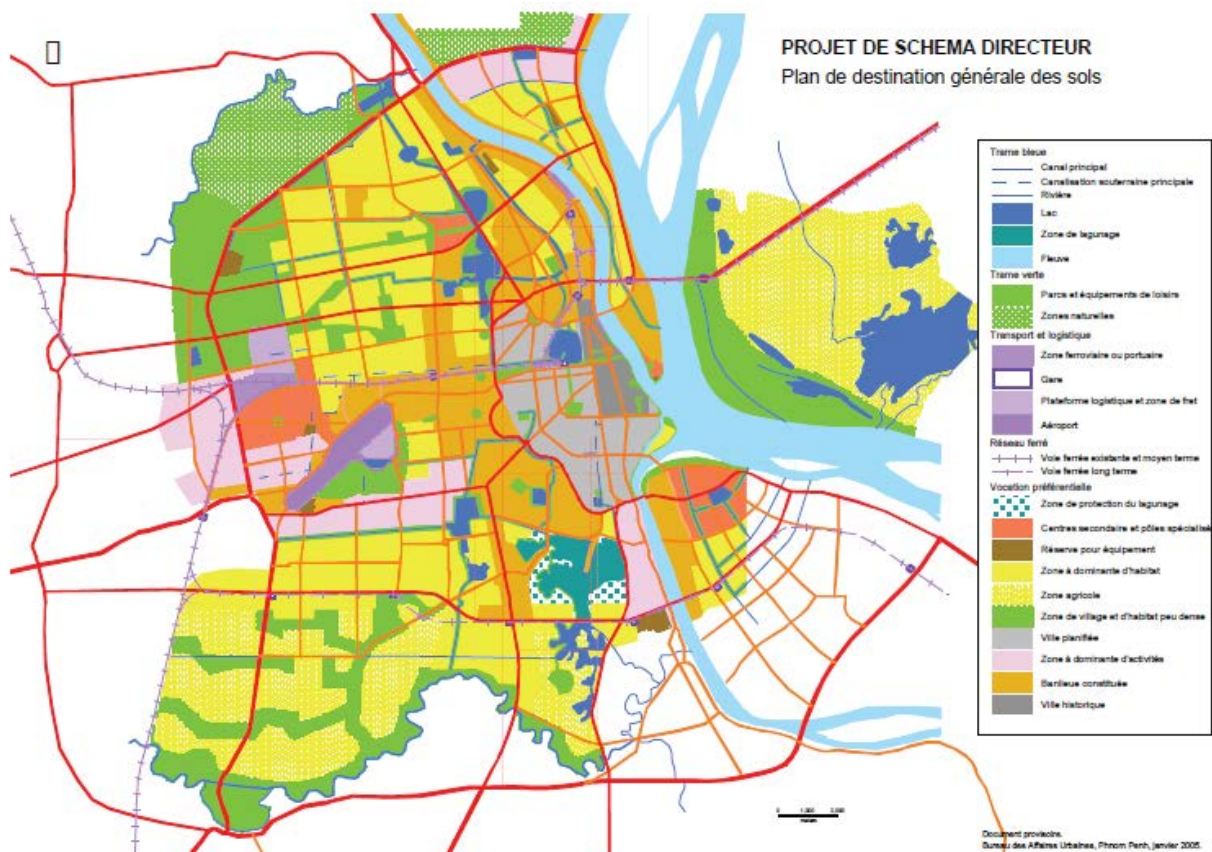 PROJET DE SCHEMA DIRECTEUR
Plan de destination générale des sols
Trame bleue
Canal principal
Canalisation souterraine principale
Rivière
Lac
Zone de lagunage
Fleuve
Trame verte
Parcs et équipements de loisirs
Zones naturelles
Transport et logistique
Zone ferroviaire ou portuaire
Gare
Plateforme logistique et zone de fret
Aéroport
Réseau ferré
Voie ferrée existante et moyen terme
Voie ferrée long terme
Vocation préférentielle
Zone de protection du lagunage
Centres secondaire et pôles spécialisé
Réserve pour équipement
Zone à dominante d'habitat
Zone agricole
Zone de village et d'habitat peu dense
Ville planifiée
Zone à dominante d'activités
Banlieue constituée
Ville historique
Document provisoire.
Bureau des Affaires Urbaines, Phnom Penh, janvier 2005.